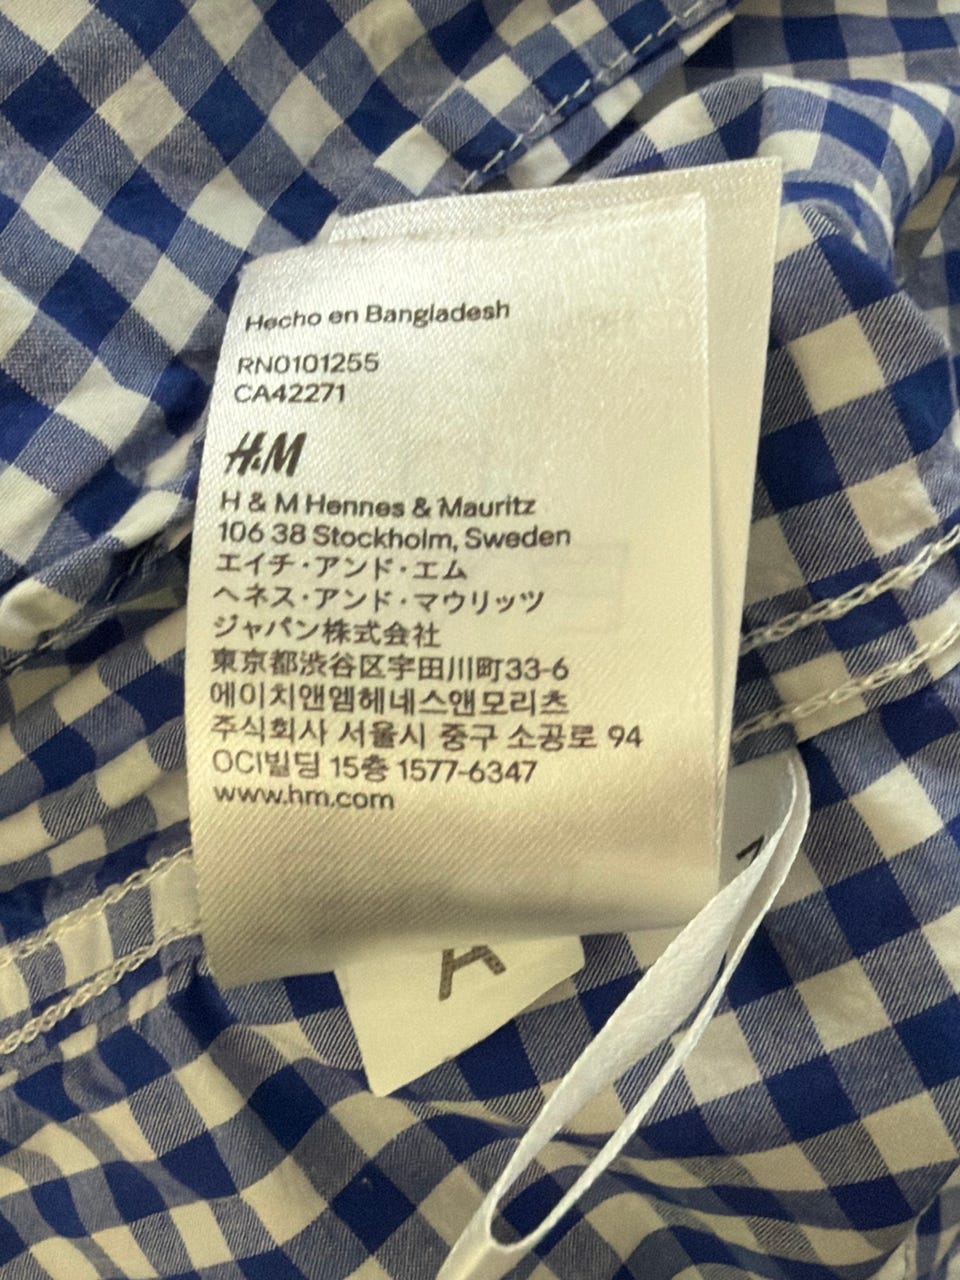 Hecho en Bangladesh
RN0101255
CA42271
H&M
H & M Hennes & Mauritz
106 38 Stockholm, Sweden
エイチ・アンド・エム
ヘネス・アンド・マウリッツ
ジャパン株式会社
東京都渋谷区宇田川町33-6
에이치앤엠헤네스앤모리츠
주식회사 서울시 중구 소공로 94
OCI빌딩 15층 1577-6347
www.hm.com